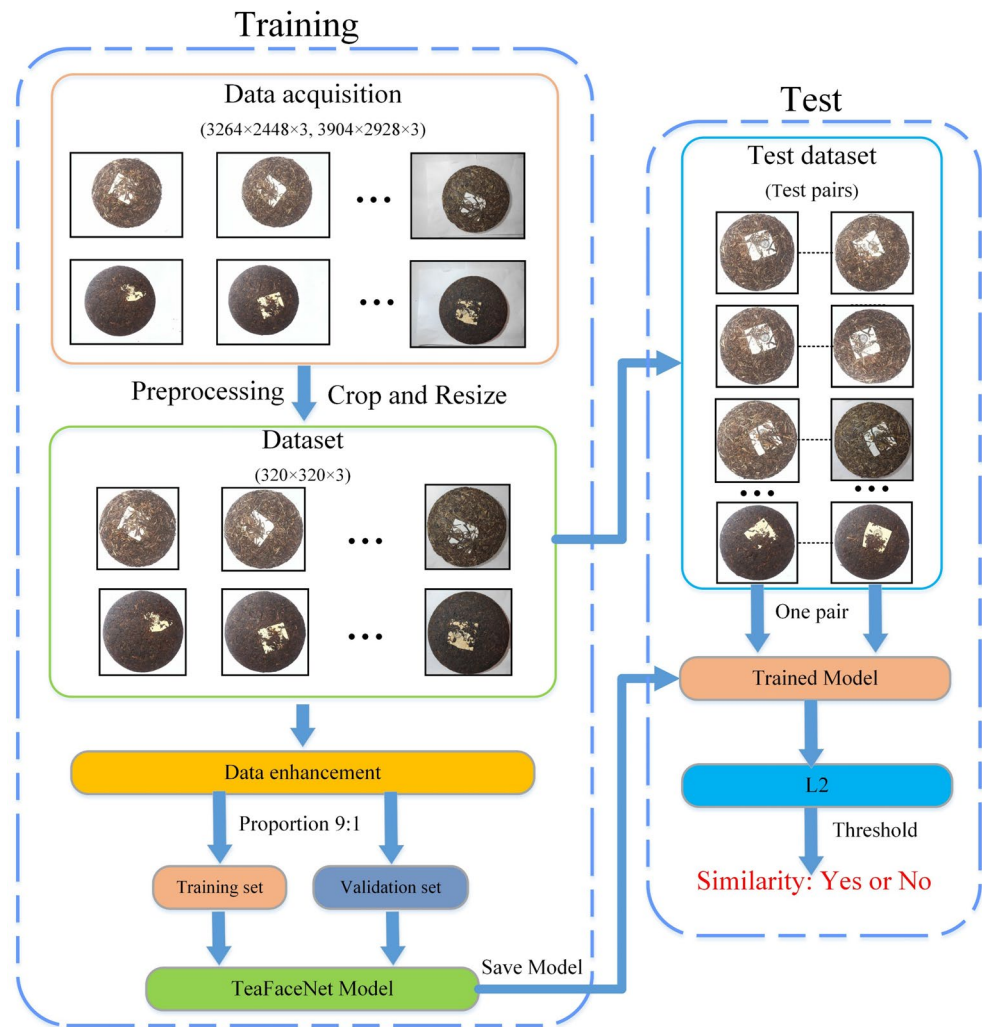 Training
Data acquisition
(3264×2448×3, 3904×2928×3)
Preprocessing
Crop and Resize
Dataset
(320×320×3)
Data enhancement
Proportion 9:1
Training set
Validation set
TeaFaceNet Model
Save Model
Test
Test dataset
(Test pairs)
One pair
Trained Model
L2
Threshold
Similarity: Yes or No